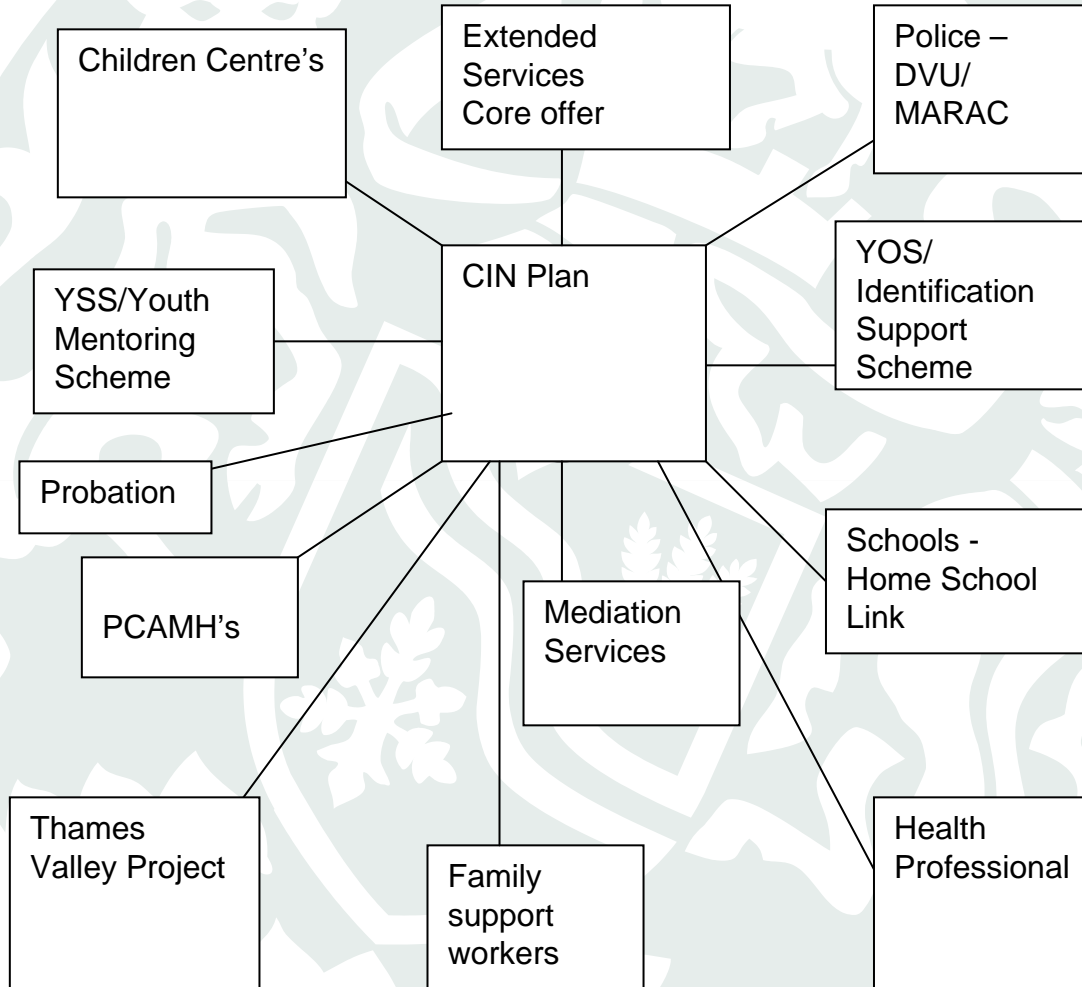 Children Centre's
Extended
Services
Core offer
Police –
DVU/
MARAC
YSS/Youth
Mentoring
Scheme
CIN Plan
YOS/
Identification
Support
Scheme
Probation
PCAMH's
Mediation
Services
Schools -
Home School
Link
Thames
Valley Project
Family
support
workers
Health
Professional